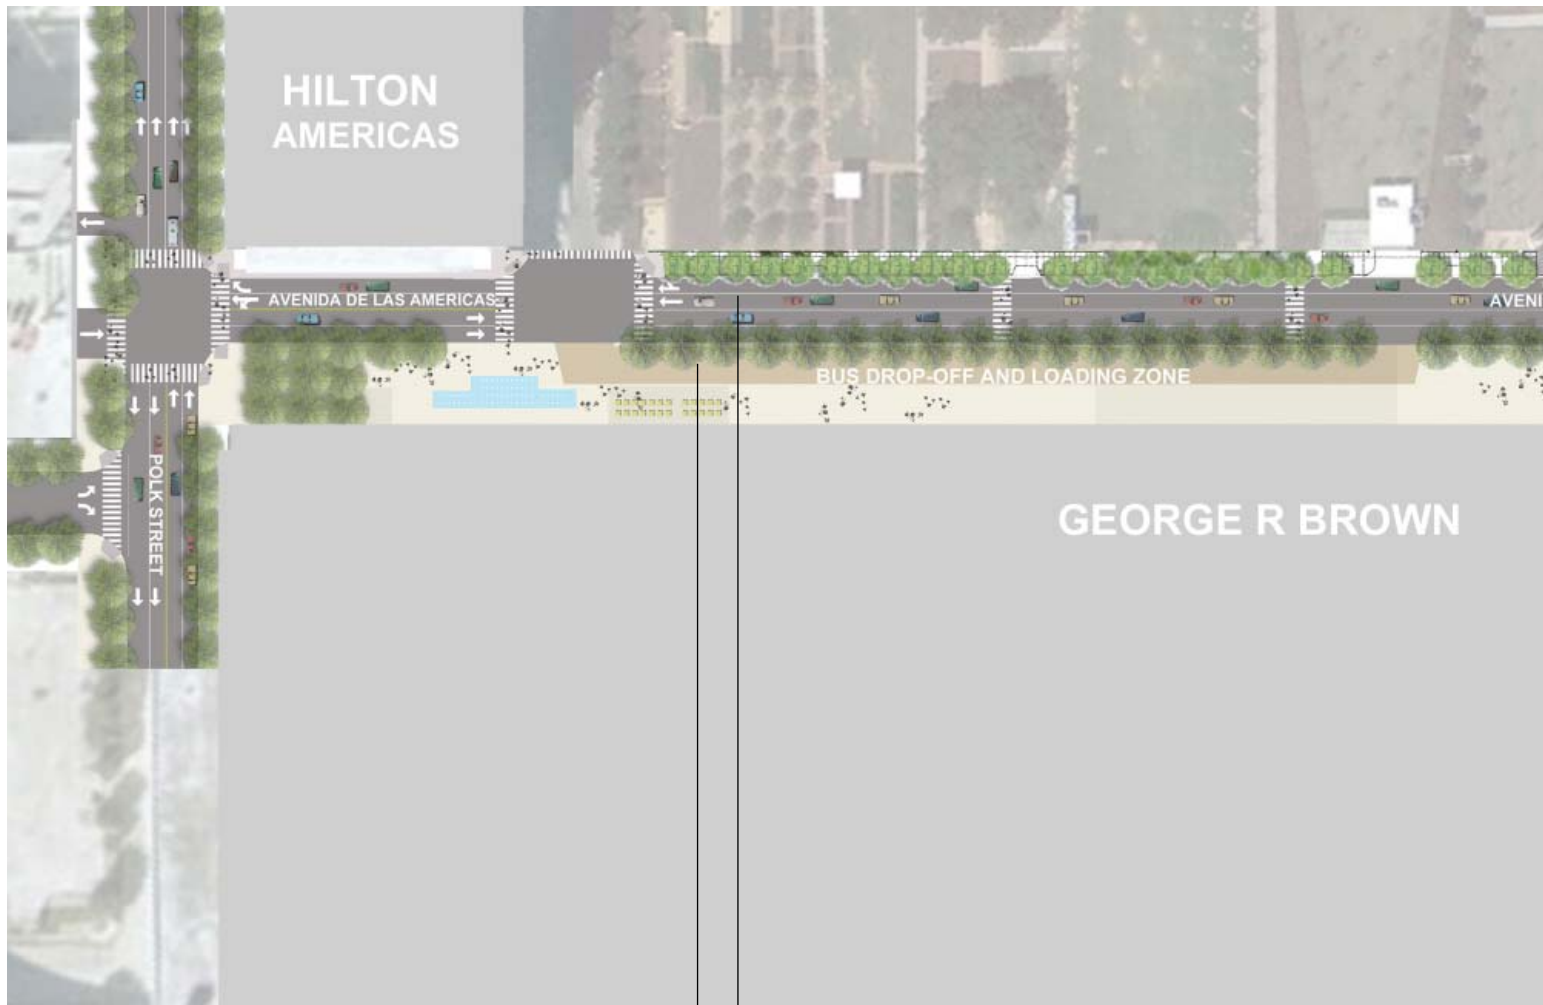 HILTON
AMERICAS
AVENIDA DE LAS AMERICAS
AVENI
BUS DROP-OFF AND LOADING ZONE
POLK STREET
GEORGE R BROWN